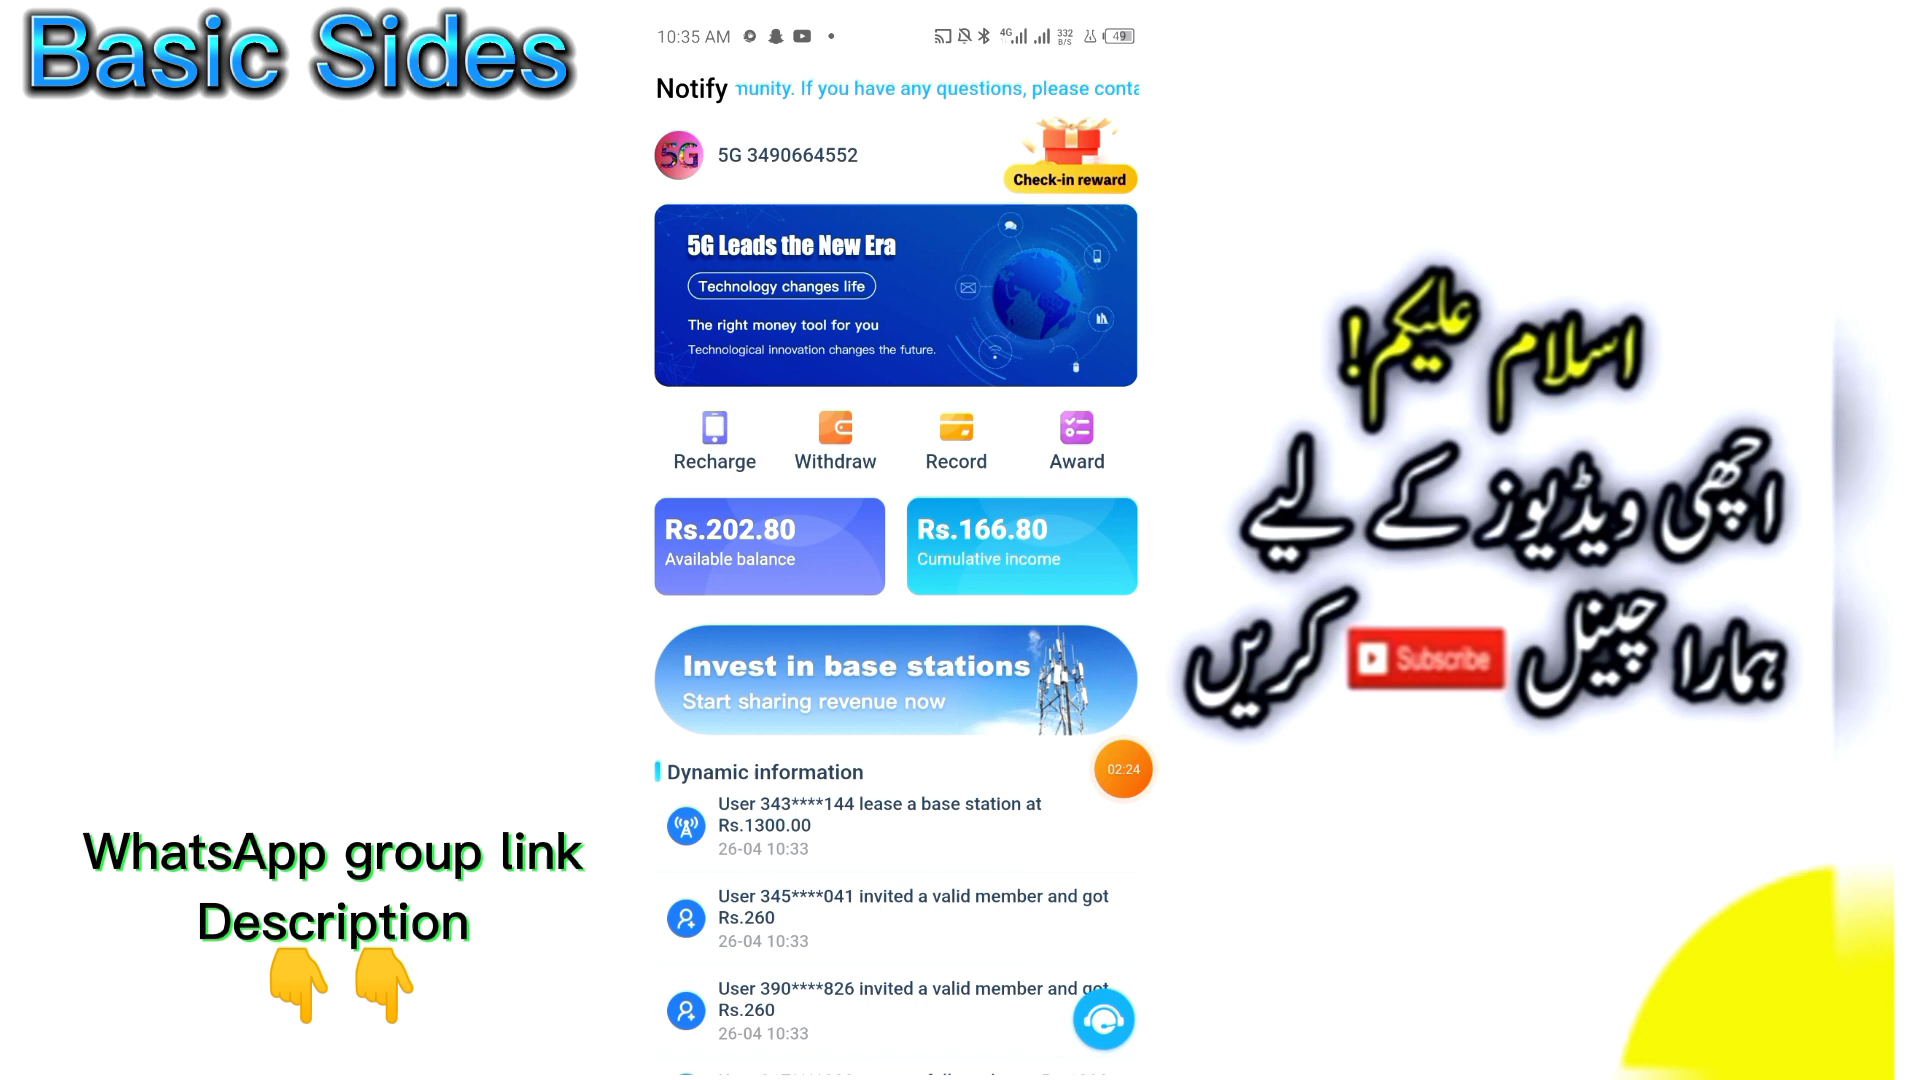 Basic Sides
10:35 AM
4G
332
B/S
49
Notify munity. If you have any questions, please conta
5G
5G 3490664552
Check-in reward
5G Leads the New Era
Technology changes life
The right money tool for you
Technological innovation changes the future.
Recharge
Withdraw
Record
Award
Rs.202.80
Available balance
Rs.166.80
Cumulative income
Invest in base stations
Start sharing revenue now
Dynamic information
02:24
User 343****144 lease a base station at
Rs.1300.00
26-04 10:33
User 345****041 invited a valid member and got
Rs.260
26-04 10:33
User 390****826 invited a valid member and got
Rs.260
26-04 10:33
WhatsApp group link
Description
اسلام علیکم!
اچھی ویڈیوز کے لیے
ہمارا چینل Subscribe کریں